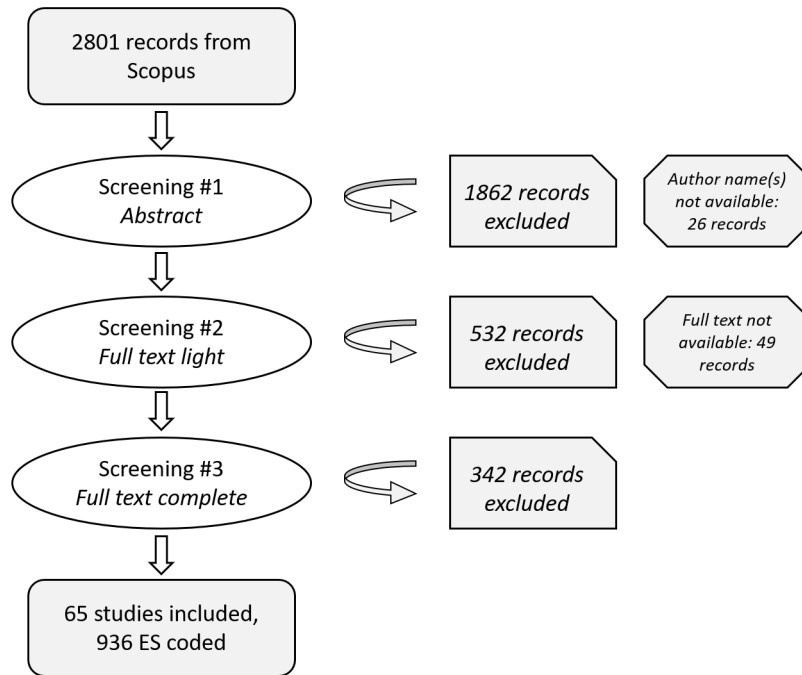 2801 records from
Scopus
Screening #1
Abstract
1862 records
excluded
Author name(s)
not available:
26 records
Screening #2
Full text light
532 records
excluded
Full text not
available: 49
records
Screening #3
Full text complete
342 records
excluded
65 studies included,
936 ES coded